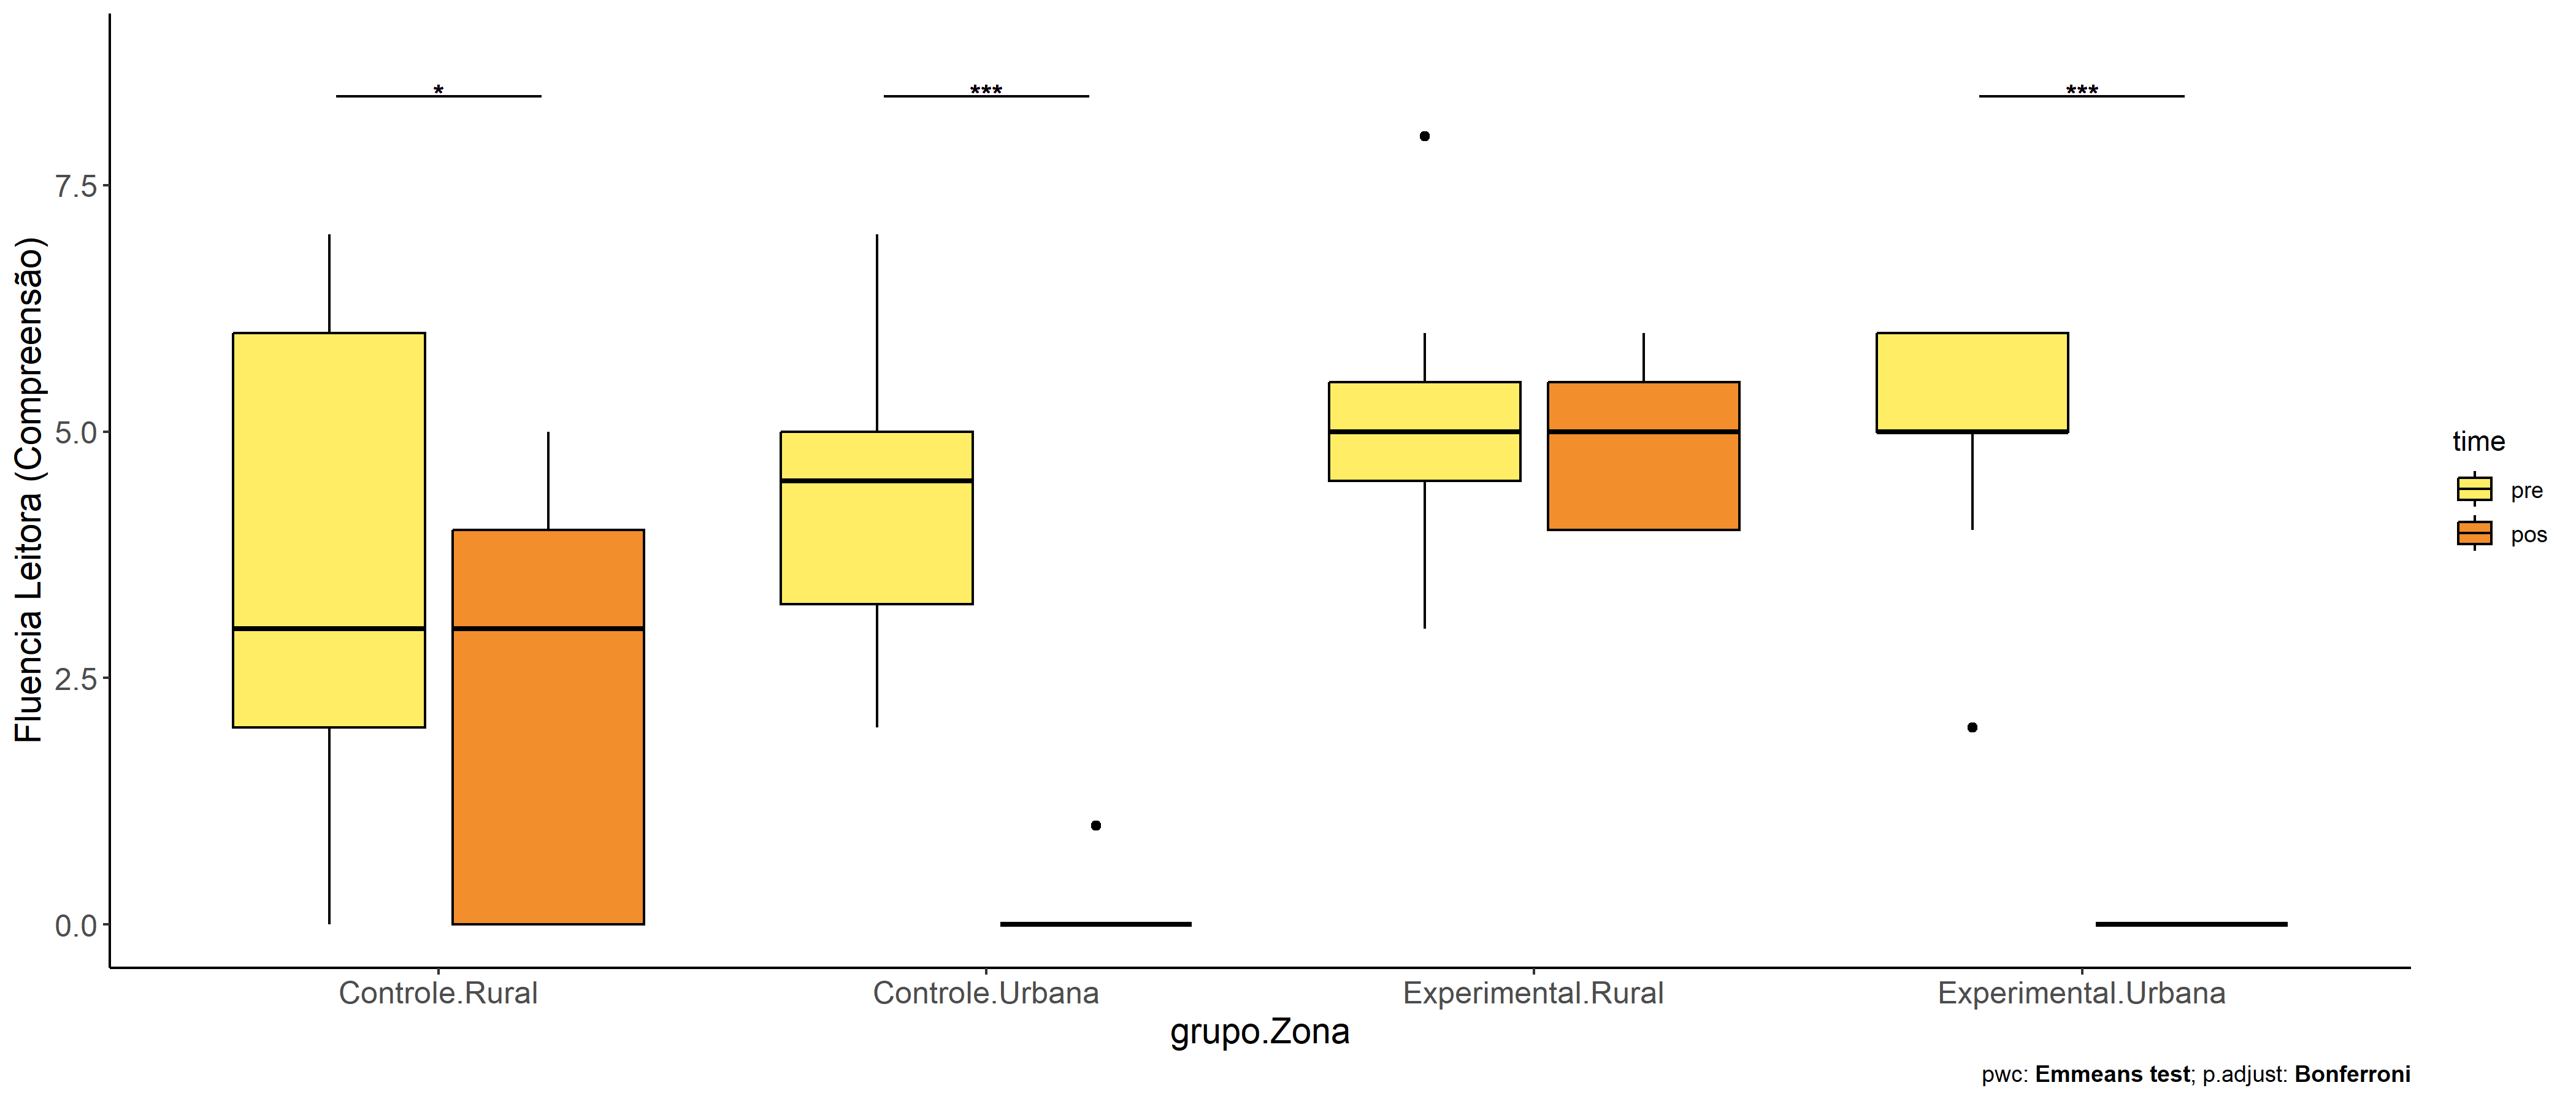 *
***
***
Fluencia Leitora (Compreensão)
7.5
5.0
2.5
0.0
time
pre
pos
Controle.Rural
Controle.Urbana
Experimental.Rural
Experimental.Urbana
grupo.Zona
pwc: Emmeans test; p.adjust: Bonferroni